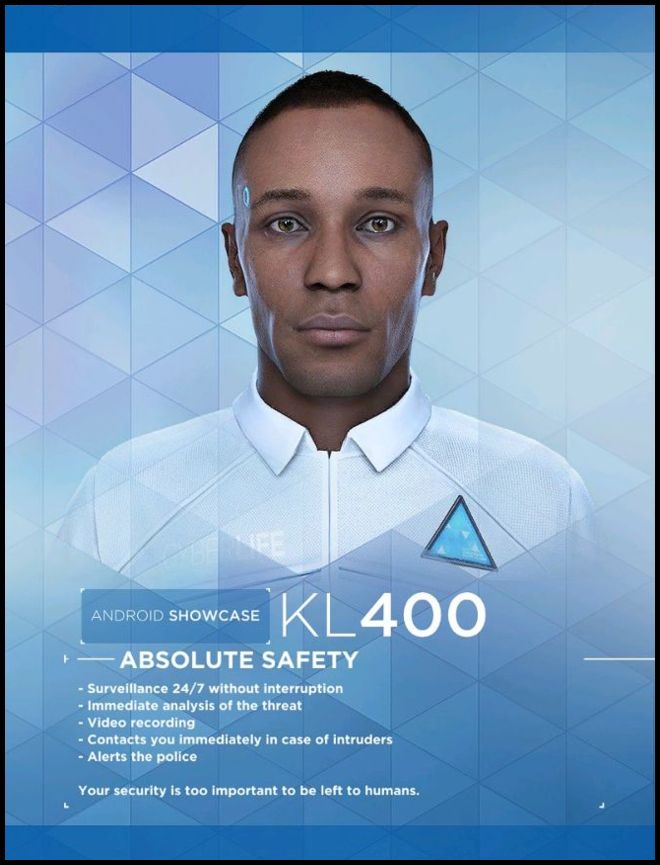 CYBERLIFE
ANDROID SHOWCASE
KL400
ABSOLUTE SAFETY
- Surveillance 24/7 without interruption
- Immediate analysis of the threat
- Video recording
- Contacts you immediately in case of intruders
- Alerts the police
Your security is too important to be left to humans.